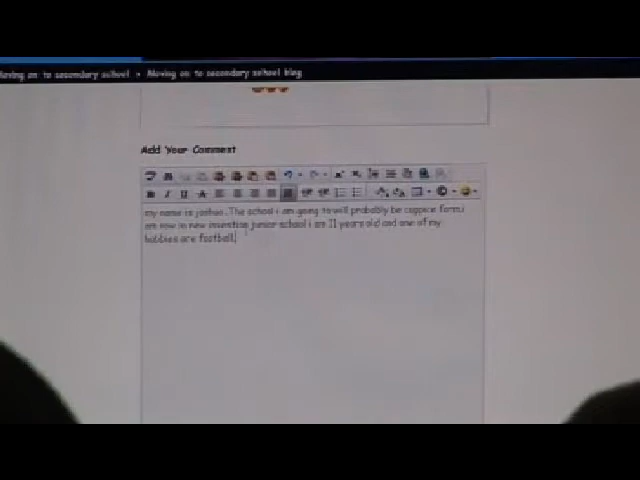 Moving on to secondary school > Moving on to secondary school blog
Add Your Comment
my name is joshua .The school i am going to will probably be coppice farm.i
am now in new invention junior school i am 11 years old and one of my
hobbies are football.